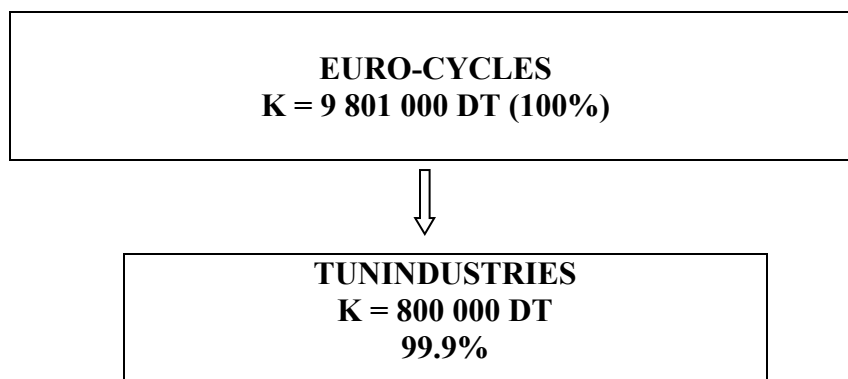 EURO-CYCLES
K = 9 801 000 DT (100%)
TUNINDUSTRIES
K = 800 000 DT
99.9%